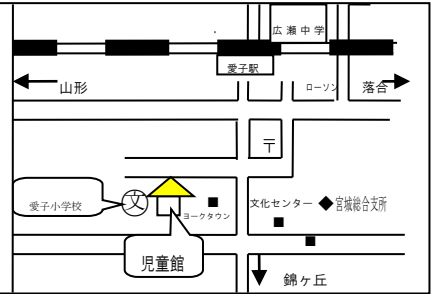 広瀬中学
愛子駅
山形
ローソン
落合
〒
愛子小学校
文
ヨークタウン
文化センター
宮城総合支所
児童館
錦ヶ丘